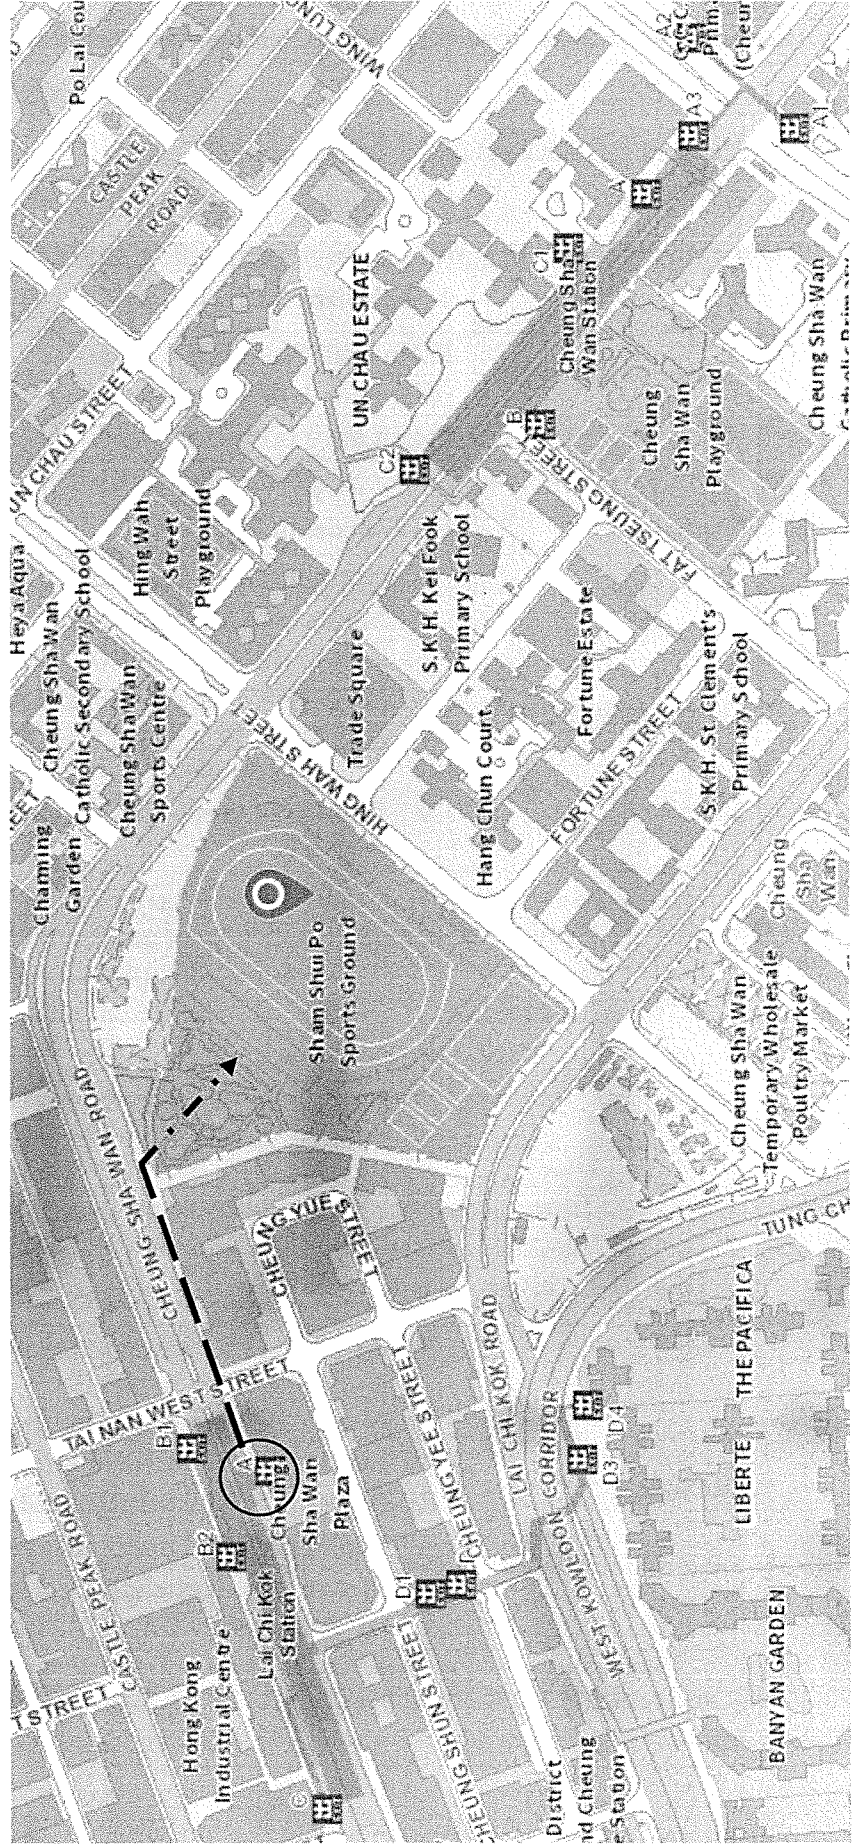 Po Lai Cou
WING LUNG
CASTLE
PEAK
ROAD
UN CHAU STREET
Heya Aqua
Cheung Sha Wan
Catholic Secondary School
Hing Wah
Street
Playground
UN CHAU ESTATE
A2
A3
A1
A
C1
Cheung Sha
Wan Station
B
C2
Cheung
Sha Wan
Playground
Cheung Sha Wan
Catholic Primary
FAT TSEUNG STREET
S.K.H. Kei Fook
Primary School
Trade Square
Cheung Sha Wan
Sports Centre
Charming
Garden
HING WAH STREET
Hang Chun Court
Fortune Estate
FORTUNE STREET
S.K.H. St. Clement's
Primary School
Sham Shui Po
Sports Ground
Cheung
Sha
Wan
Cheung Sha Wan
Temporary Wholesale
Poultry Market
CHEUNG SHA WAN ROAD
CHEUNG YUE STREET
TAI NAN WEST STREET
LAI CHI KOK ROAD
TUNG CH
THE PACIFICA
LIBERTE
B1
A
Cheung
Sha Wan
Plaza
B2
Lai Chi Kok
Station
CHEUNG YEE STREET
D1
D3
D4
WEST KOWLOON CORRIDOR
CASTLE PEAK ROAD
T STREET
Hong Kong
Industrial Centre
C
CHEUNG SHUN STREET
District
nd Cheung
e Station
BANYAN GARDEN